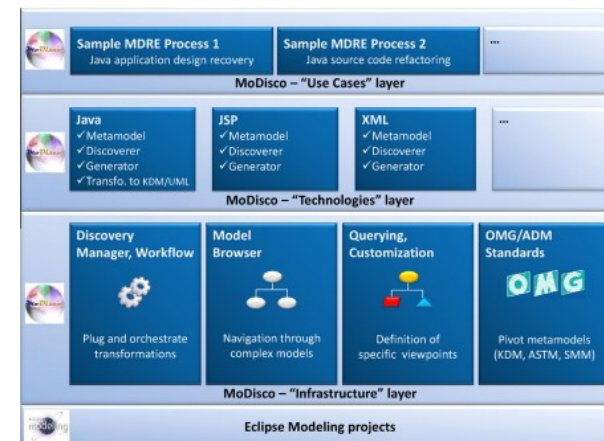 Sample MDRE Process 1
Java application design recovery
Sample MDRE Process 2
Java source code refactoring
...
MoDisco – “Use Cases” layer
Java
✓Metamodel
✓Discoverer
✓Generator
✓Transfo. to KDM/UML
JSP
✓Metamodel
✓Discoverer
✓Generator
XML
✓Metamodel
✓Discoverer
✓Generator
...
MoDisco – “Technologies” layer
Discovery
Manager, Workflow
Plug and orchestrate
transformations
Model
Browser
Navigation through
complex models
Querying,
Customization
Definition of
specific viewpoints
OMG/ADM
Standards
OMG
Pivot metamodels
(KDM, ASTM, SMM)
MoDisco – “Infrastructure” layer
modeling
Eclipse Modeling projects